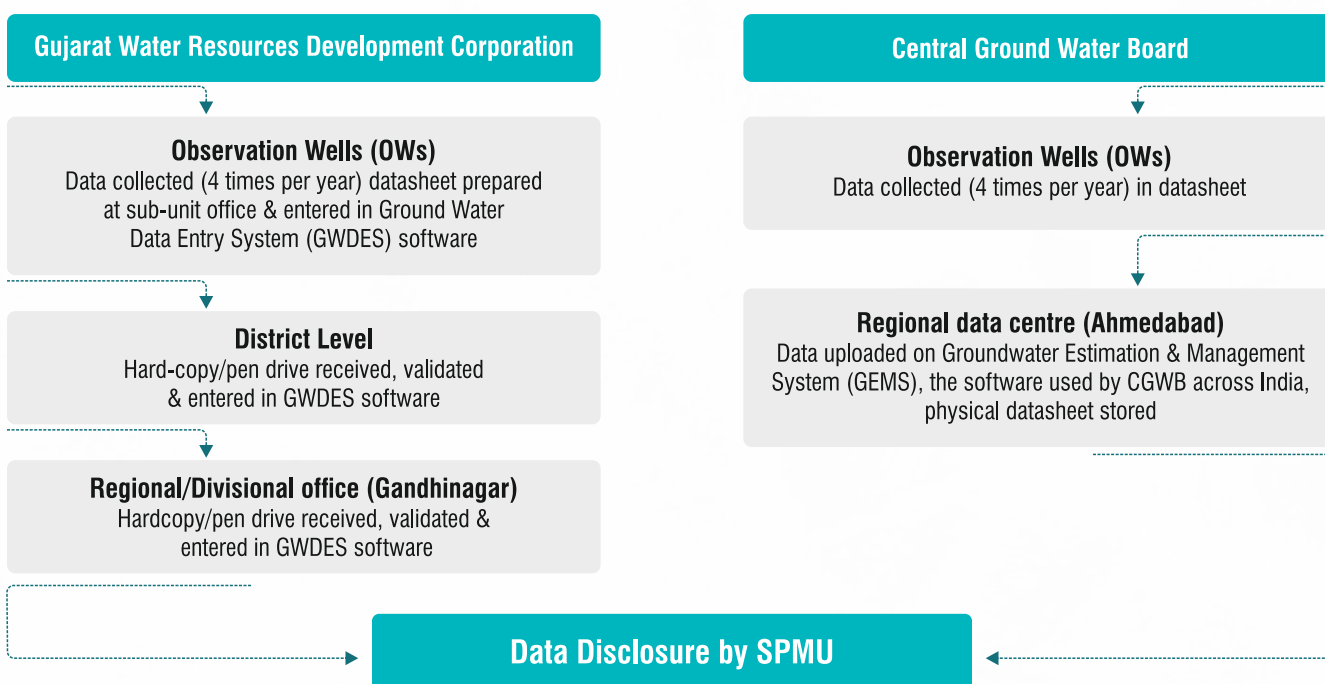 Gujarat Water Resources Development Corporation
Observation Wells (OWs)
Data collected (4 times per year) datasheet prepared
at sub-unit office & entered in Ground Water
Data Entry System (GWDES) software
District Level
Hard-copy/pen drive received, validated
& entered in GWDES software
Regional/Divisional office (Gandhinagar)
Hardcopy/pen drive received, validated &
entered in GWDES software
Central Ground Water Board
Observation Wells (OWs)
Data collected (4 times per year) in datasheet
Regional data centre (Ahmedabad)
Data uploaded on Groundwater Estimation & Management
System (GEMS), the software used by CGWB across India,
physical datasheet stored
Data Disclosure by SPMU